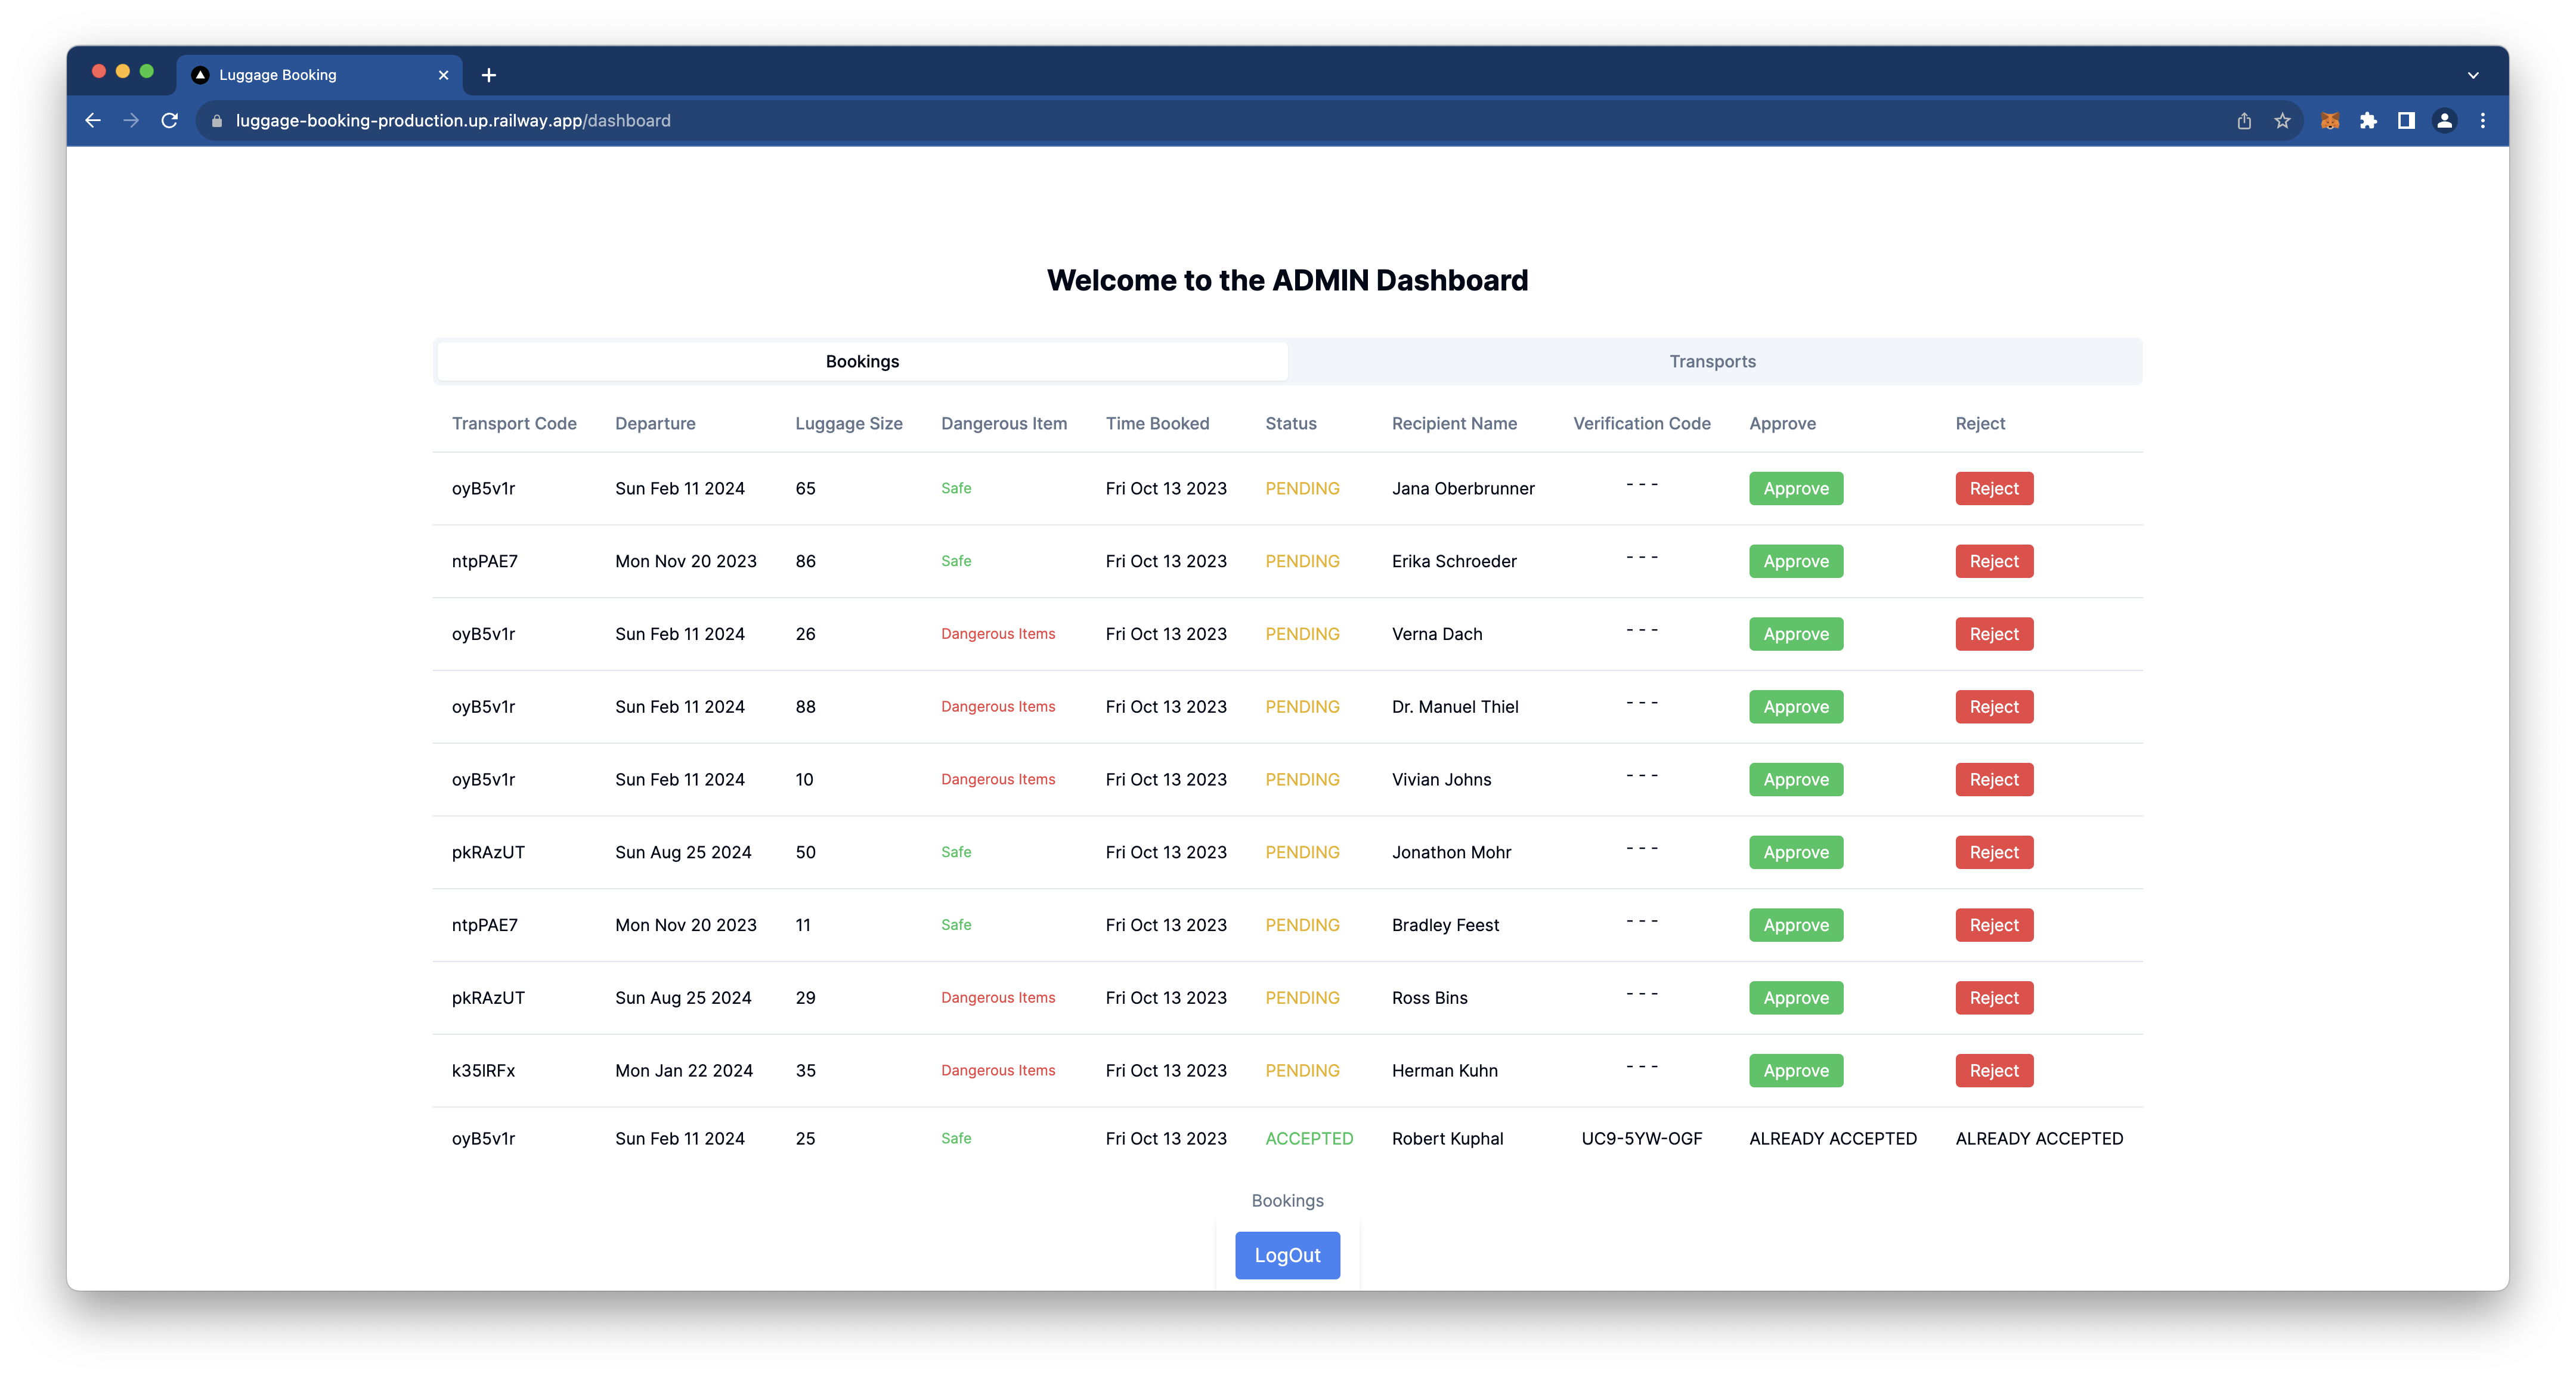 Luggage Booking
luggage-booking-production.up.railway.app/dashboard
Welcome to the ADMIN Dashboard
Bookings Transports
Transport Code Departure Luggage Size Dangerous Item Time Booked Status Recipient Name Verification Code Approve Reject
oyB5v1r Sun Feb 11 2024 65 Safe Fri Oct 13 2023 PENDING Jana Oberbrunner --- Approve Reject
ntpPAE7 Mon Nov 20 2023 86 Safe Fri Oct 13 2023 PENDING Erika Schroeder --- Approve Reject
oyB5v1r Sun Feb 11 2024 26 Dangerous Items Fri Oct 13 2023 PENDING Verna Dach --- Approve Reject
oyB5v1r Sun Feb 11 2024 88 Dangerous Items Fri Oct 13 2023 PENDING Dr. Manuel Thiel --- Approve Reject
oyB5v1r Sun Feb 11 2024 10 Dangerous Items Fri Oct 13 2023 PENDING Vivian Johns --- Approve Reject
pkRAzUT Sun Aug 25 2024 50 Safe Fri Oct 13 2023 PENDING Jonathon Mohr --- Approve Reject
ntpPAE7 Mon Nov 20 2023 11 Safe Fri Oct 13 2023 PENDING Bradley Feest --- Approve Reject
pkRAzUT Sun Aug 25 2024 29 Dangerous Items Fri Oct 13 2023 PENDING Ross Bins --- Approve Reject
k35lRFx Mon Jan 22 2024 35 Dangerous Items Fri Oct 13 2023 PENDING Herman Kuhn --- Approve Reject
oyB5v1r Sun Feb 11 2024 25 Safe Fri Oct 13 2023 ACCEPTED Robert Kuphal UC9-5YW-OGF ALREADY ACCEPTED ALREADY ACCEPTED
Bookings
LogOut